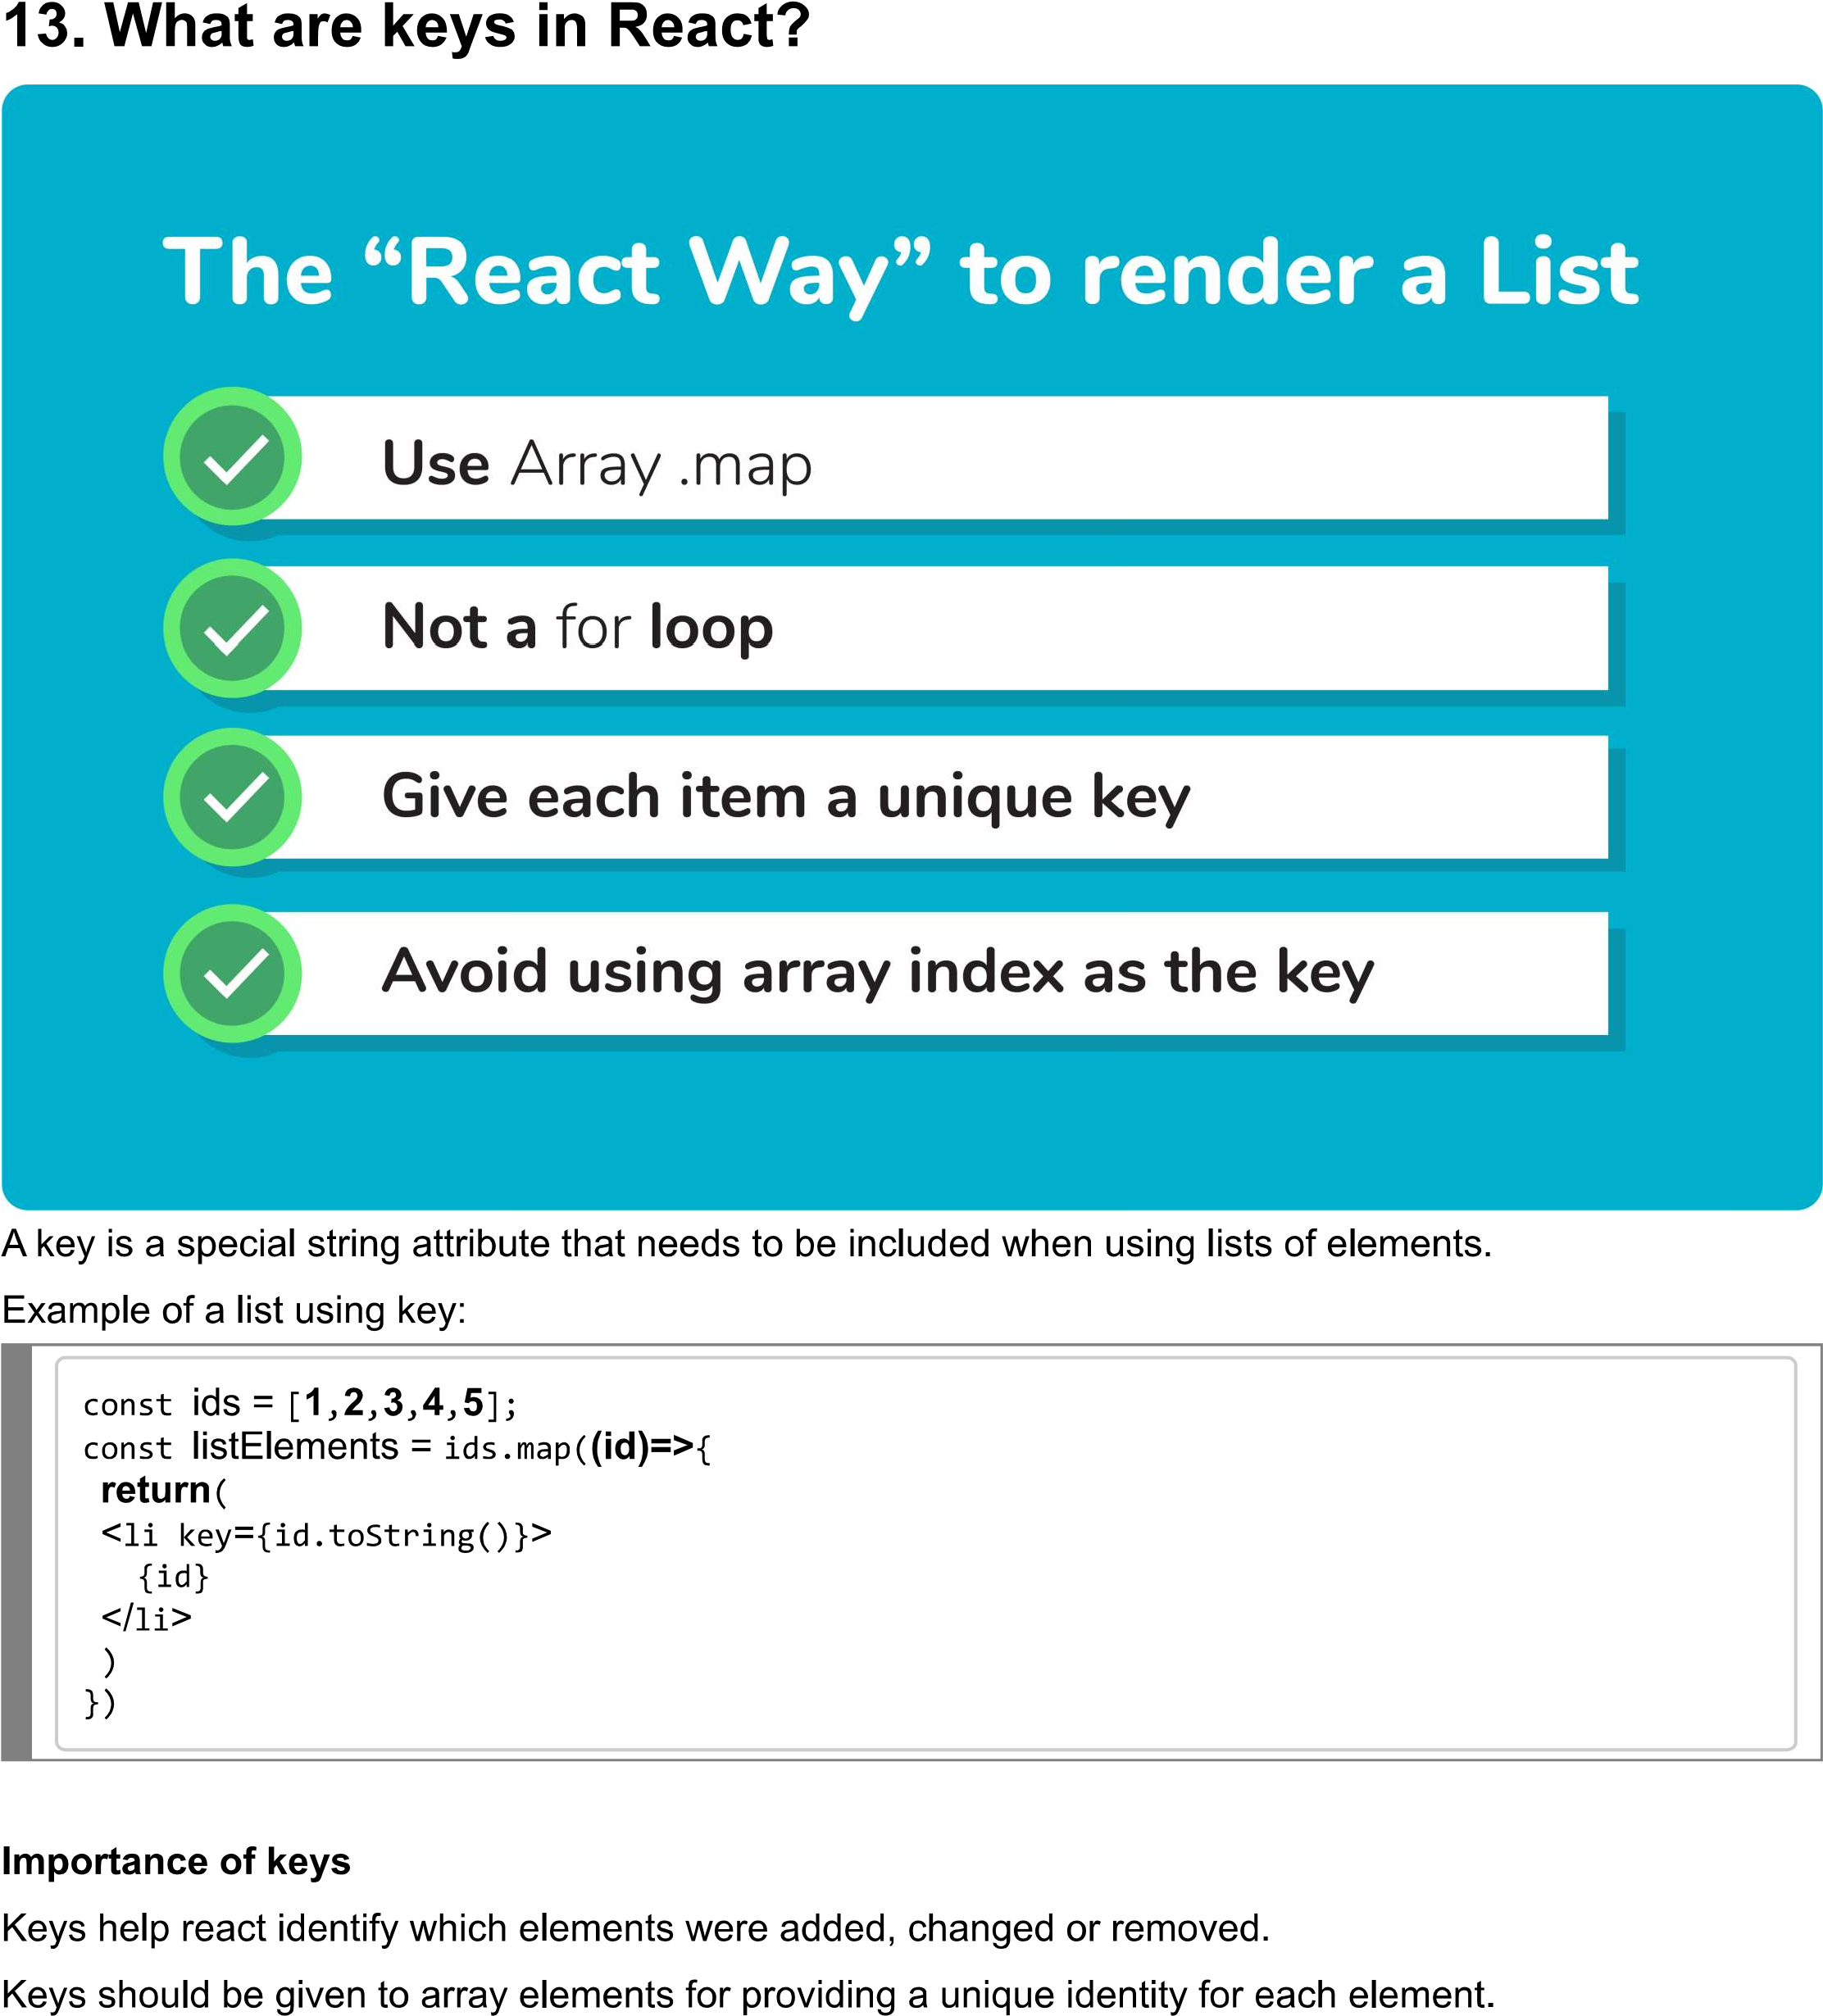 13. What are keys in React?
The “React Way” to render a List
Use Array .map
Not a for loop
Give each item a unique key
Avoid using array index as the key
A key is a special string attribute that needs to be included when using lists of elements.
Example of a list using key:
const ids = [1,2,3,4,5];
const listElements = ids.map((id)=>{
return(
<li key={id.toString()}>
{id}
</li>
)
})
Importance of keys
Keys help react identify which elements were added, changed or removed.
Keys should be given to array elements for providing a unique identity for each element.